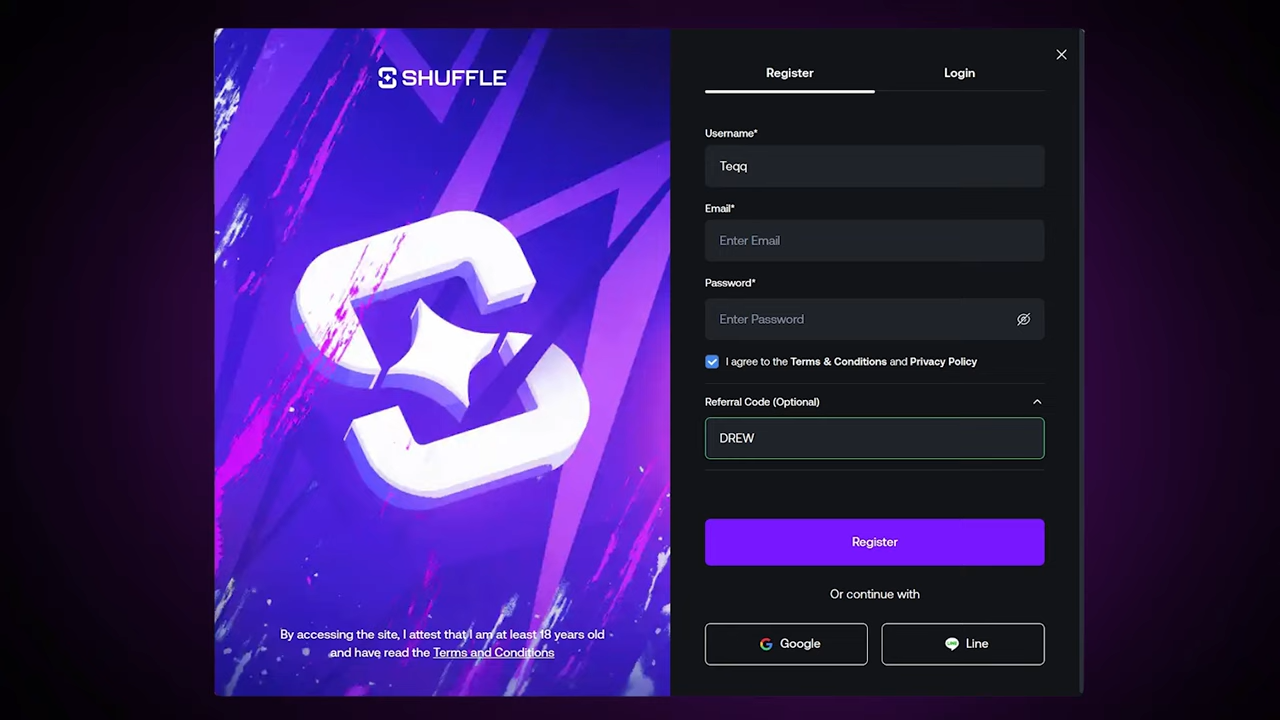 SHUFFLE
By accessing the site, I attest that I am at least 18 years old
and have read the Terms and Conditions
Register
Login
Username*
Teqq
Email*
Enter Email
Password*
Enter Password
I agree to the Terms & Conditions and Privacy Policy
Referral Code (Optional)
DREW
Register
Or continue with
Google
Line